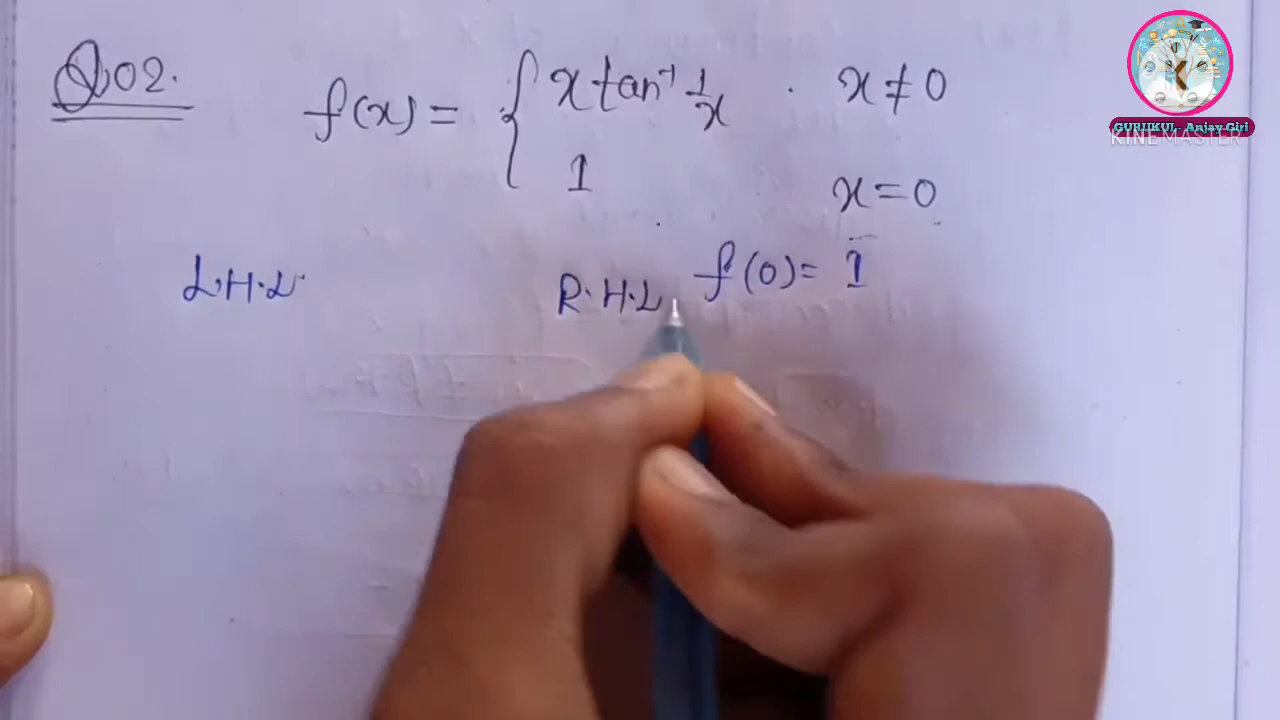 Q02. f(x) = { x tan⁻¹ 1/x . x ≠ 0
1 x = 0
f(0) = 1
L.H.L. R.H.L
GURUKUL- Anjay Giri
KINEMASTER